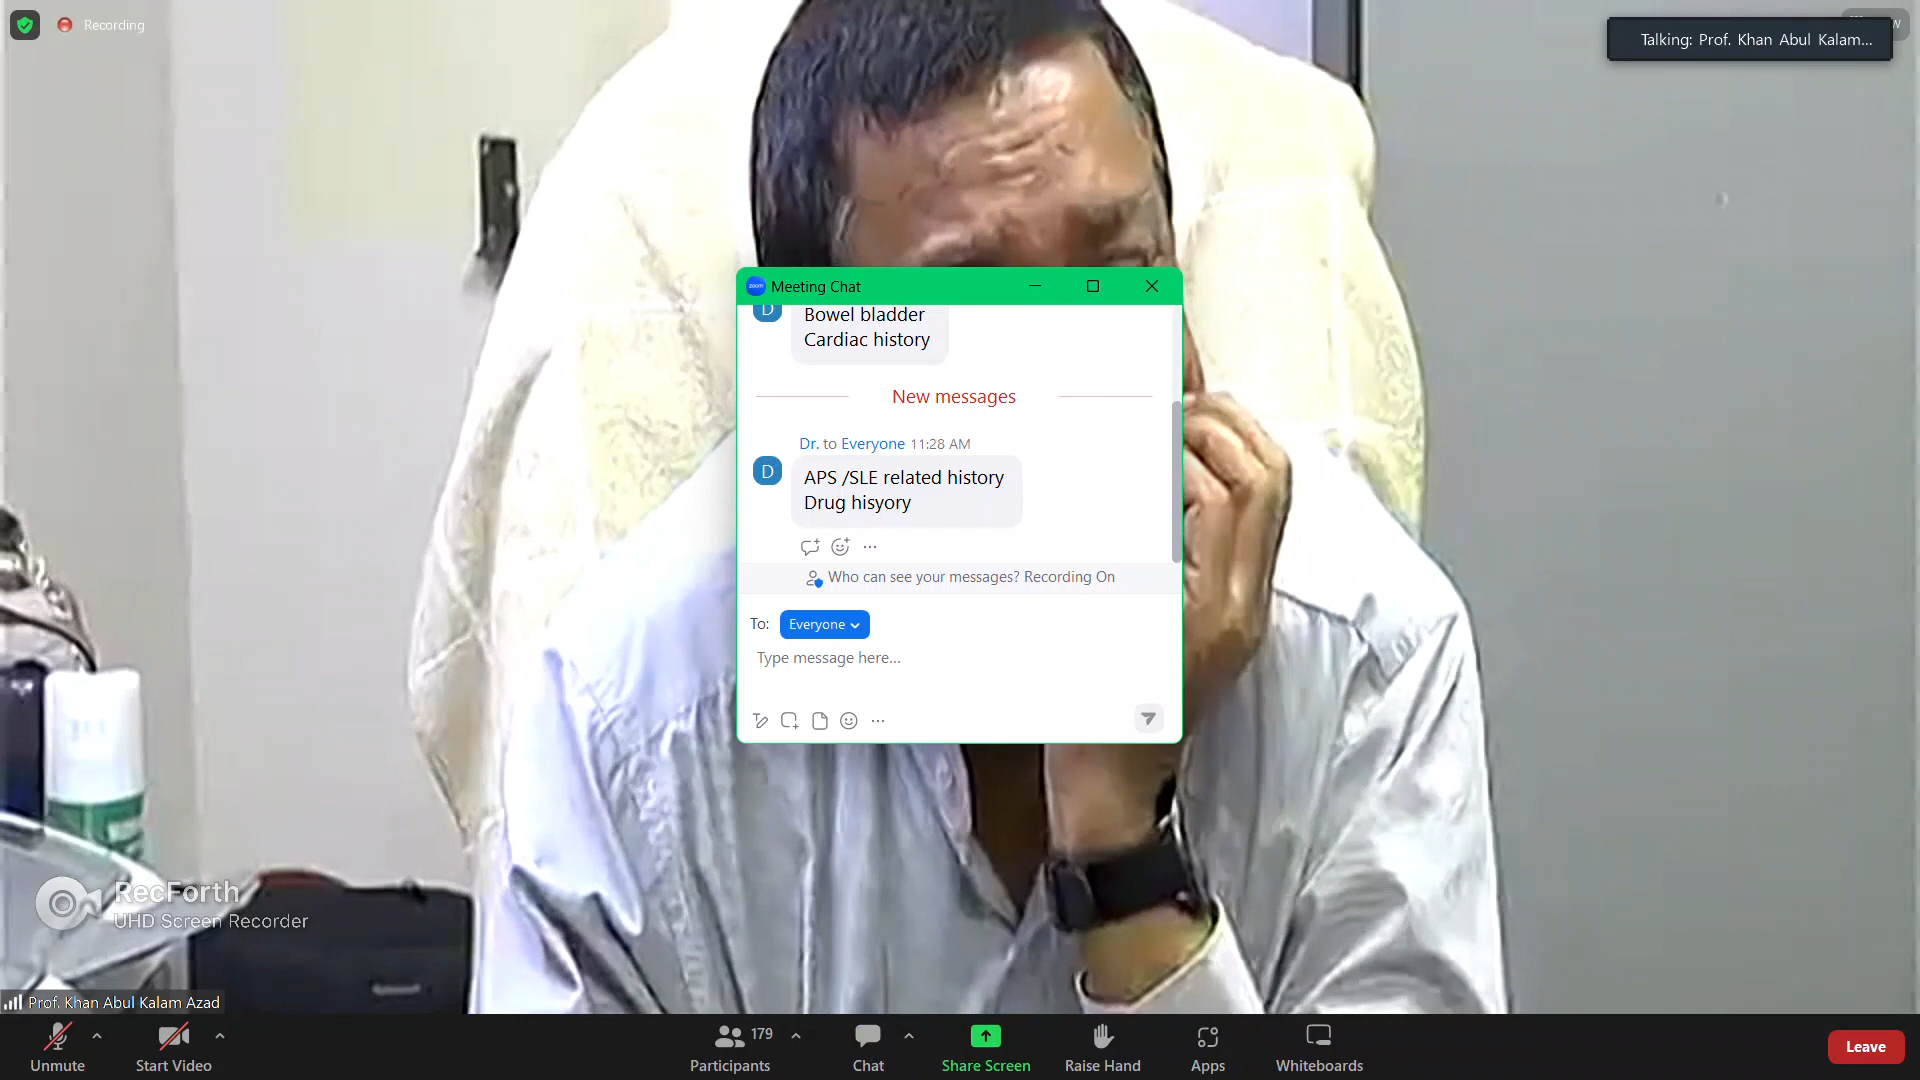 Recording
Talking: Prof. Khan Abul Kalam...
zoom
Meeting Chat
D
Bowel bladder
Cardiac history
New messages
Dr. to Everyone 11:28 AM
D
APS /SLE related history
Drug hisyory
Who can see your messages? Recording On
To: Everyone
Type message here...
RecForth
UHD Screen Recorder
Prof. Khan Abul Kalam Azad
Unmute
Start Video
179
Participants
Chat
Share Screen
Raise Hand
Apps
Whiteboards
Leave